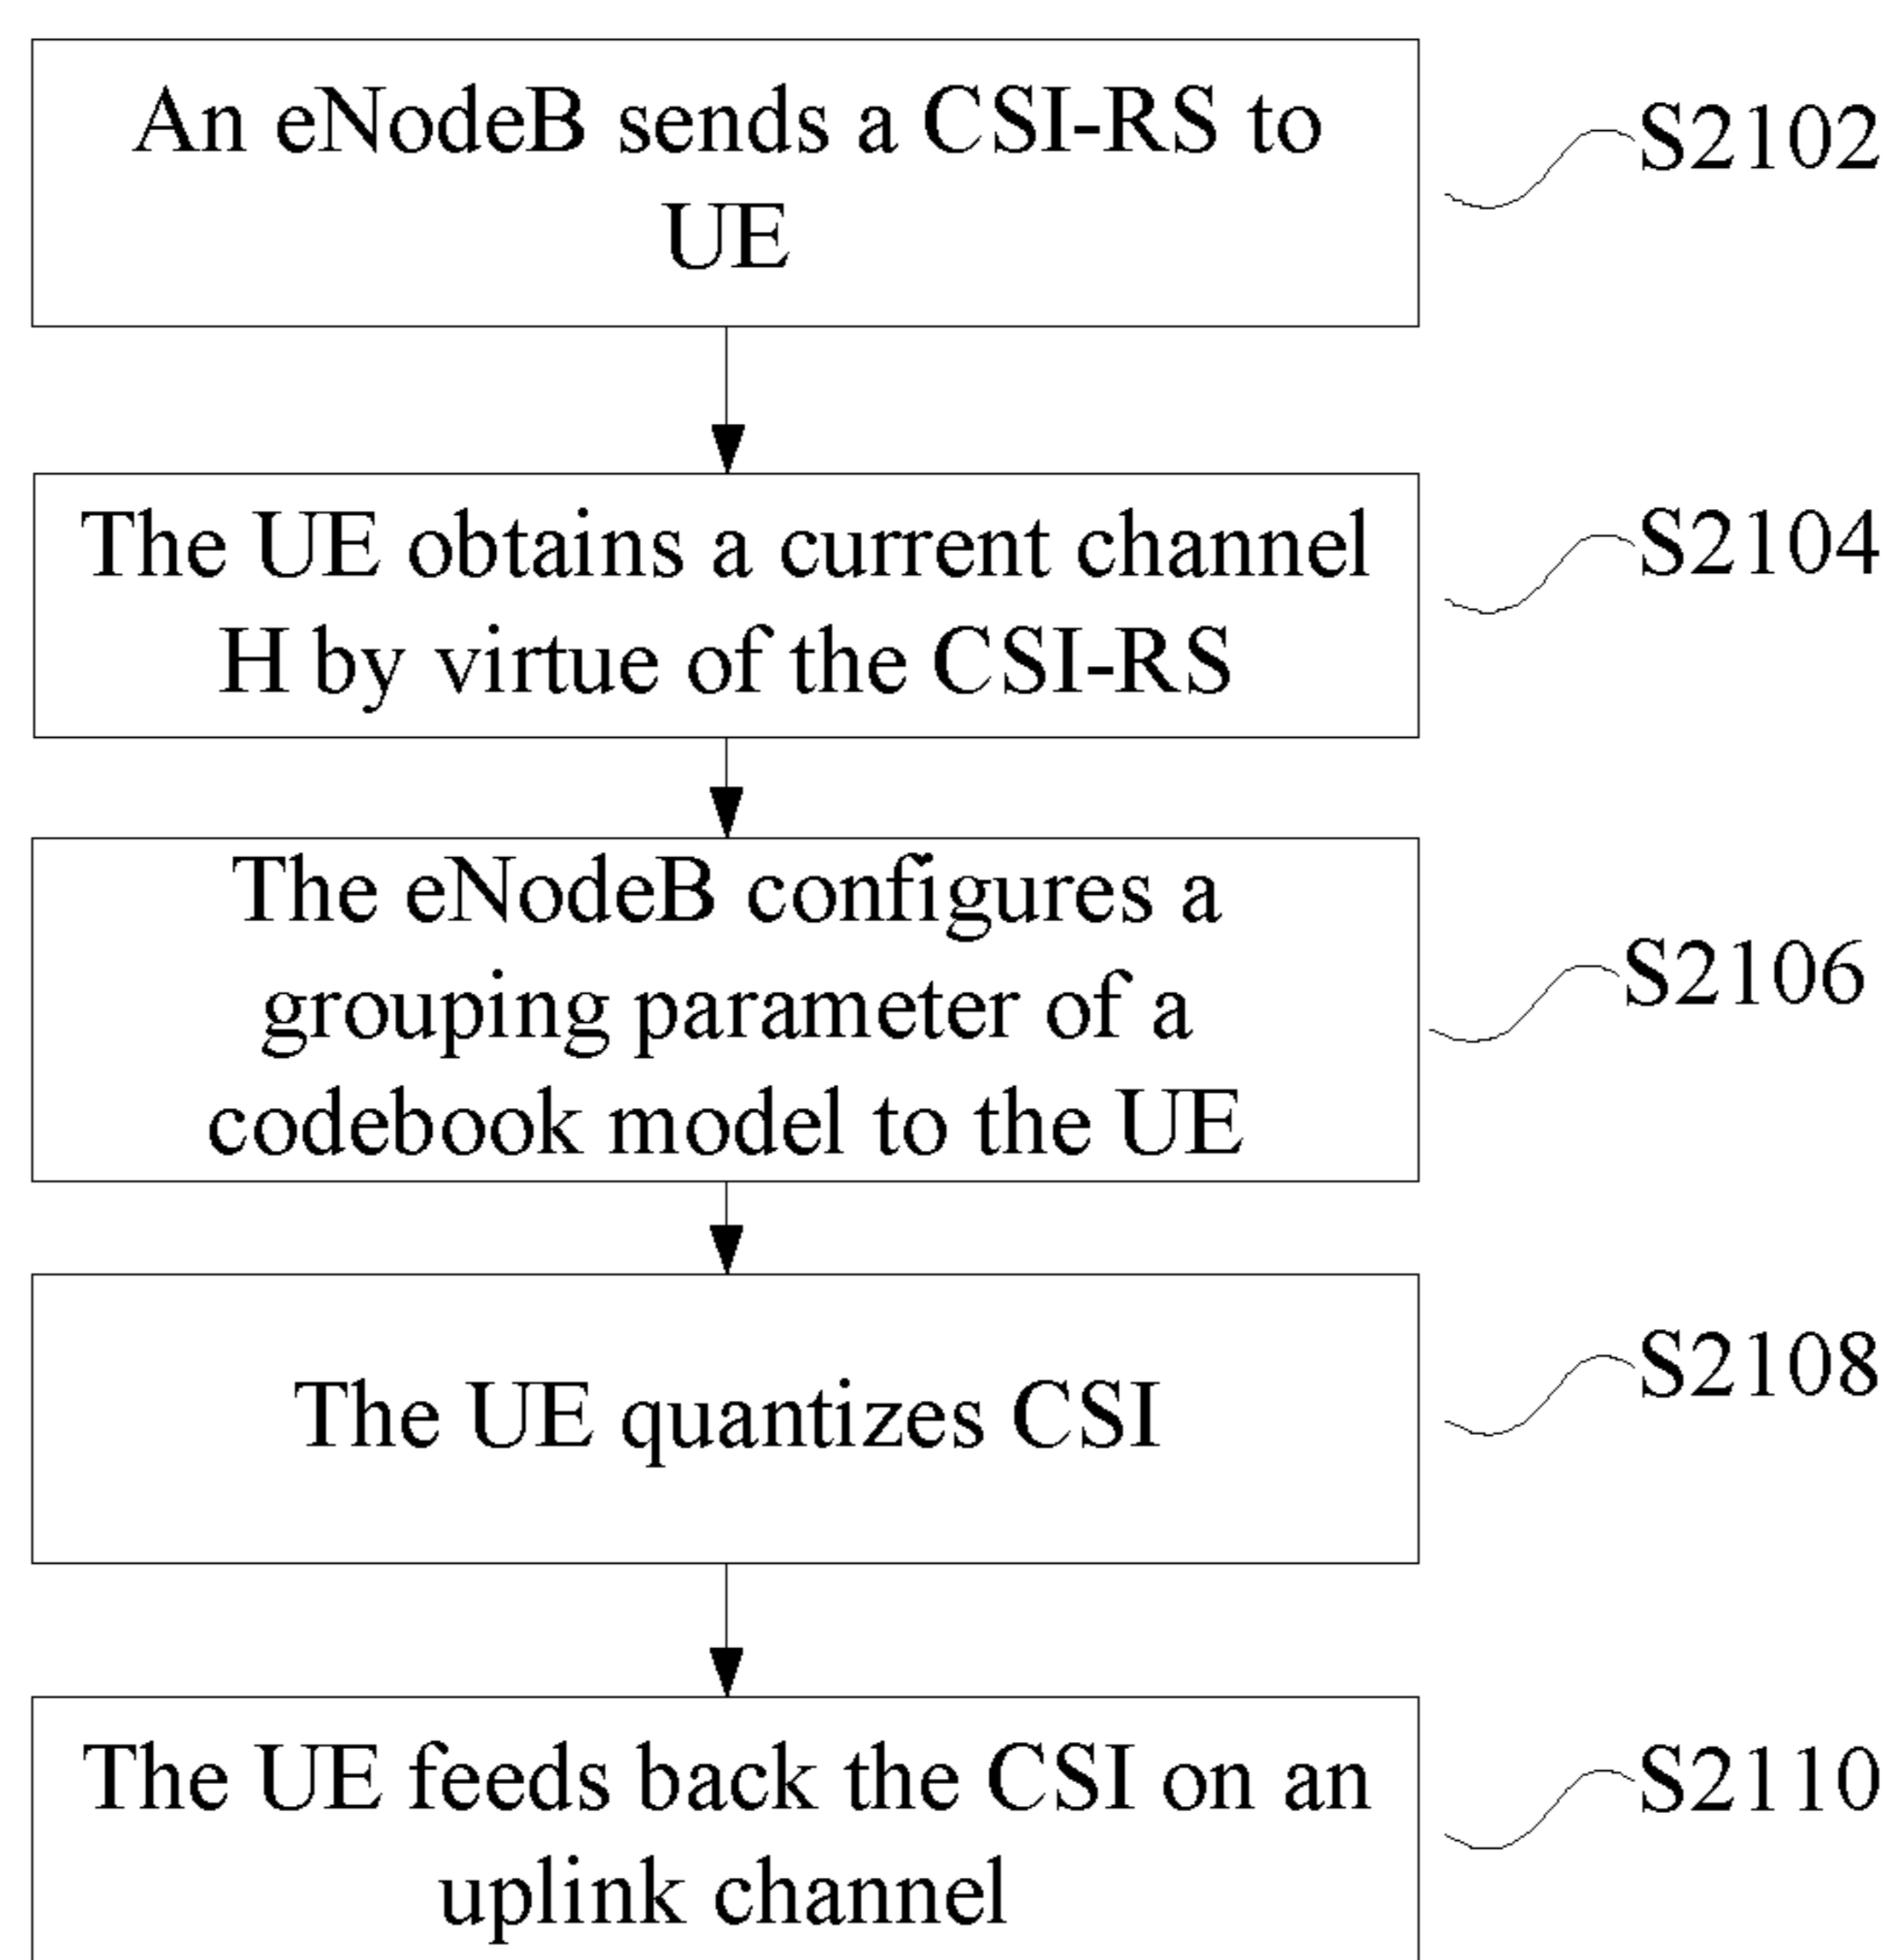 An eNodeB sends a CSI-RS to
UE
S2102
The UE obtains a current channel
H by virtue of the CSI-RS
S2104
The eNodeB configures a
grouping parameter of a
codebook model to the UE
S2106
The UE quantizes CSI
S2108
The UE feeds back the CSI on an
uplink channel
S2110